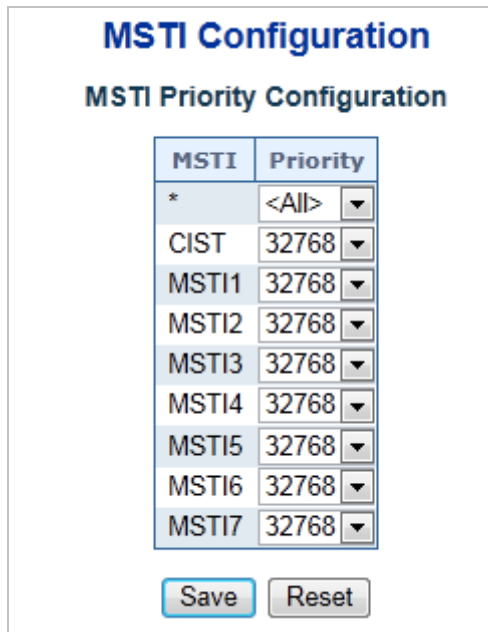 MSTI Configuration
MSTI Priority Configuration
MSTI Priority
* <All>
CIST 32768
MSTI1 32768
MSTI2 32768
MSTI3 32768
MSTI4 32768
MSTI5 32768
MSTI6 32768
MSTI7 32768
Save Reset